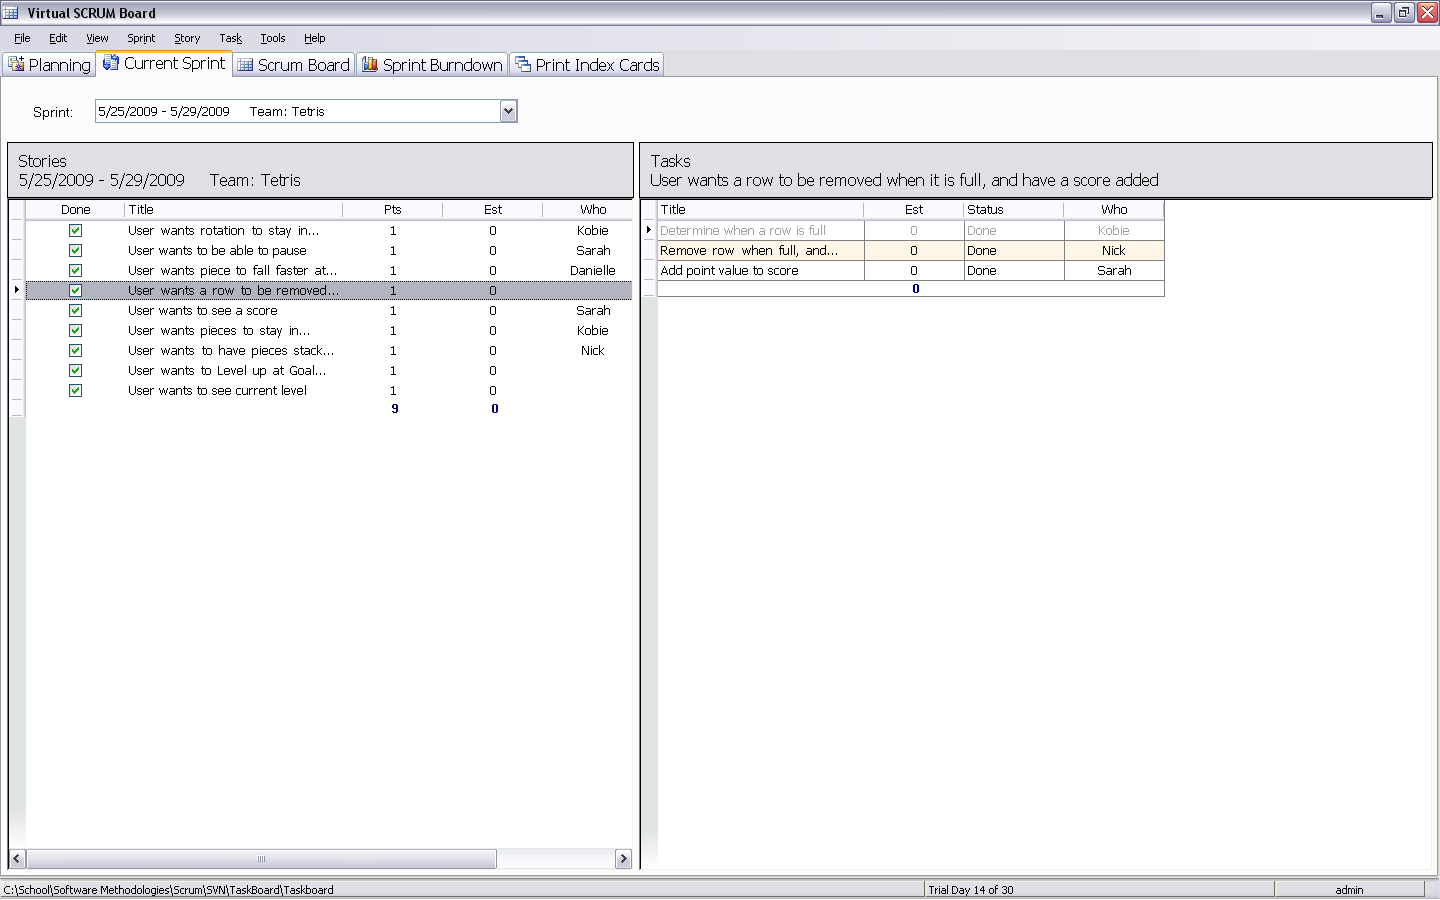 Virtual SCRUM Board
File Edit View Sprint Story Task Tools Help
Planning Current Sprint Scrum Board Sprint Burndown Print Index Cards
Sprint: 5/25/2009 - 5/29/2009 Team: Tetris
Stories
5/25/2009 - 5/29/2009 Team: Tetris
Done Title Pts Est Who
User wants rotation to stay in... 1 0 Kobie
User wants to be able to pause 1 0 Sarah
User wants piece to fall faster at... 1 0 Danielle
User wants a row to be removed... 1 0
User wants to see a score 1 0 Sarah
User wants pieces to stay in... 1 0 Kobie
User wants to have pieces stack... 1 0 Nick
User wants to Level up at Goal... 1 0
User wants to see current level 1 0
9 0
Tasks
User wants a row to be removed when it is full, and have a score added
Title Est Status Who
Determine when a row is full 0 Done Kobie
Remove row when full, and... 0 Done Nick
Add point value to score 0 Done Sarah
0
C:\School\Software Methodologies\Scrum\SVN\TaskBoard\Taskboard Trial Day 14 of 30 admin